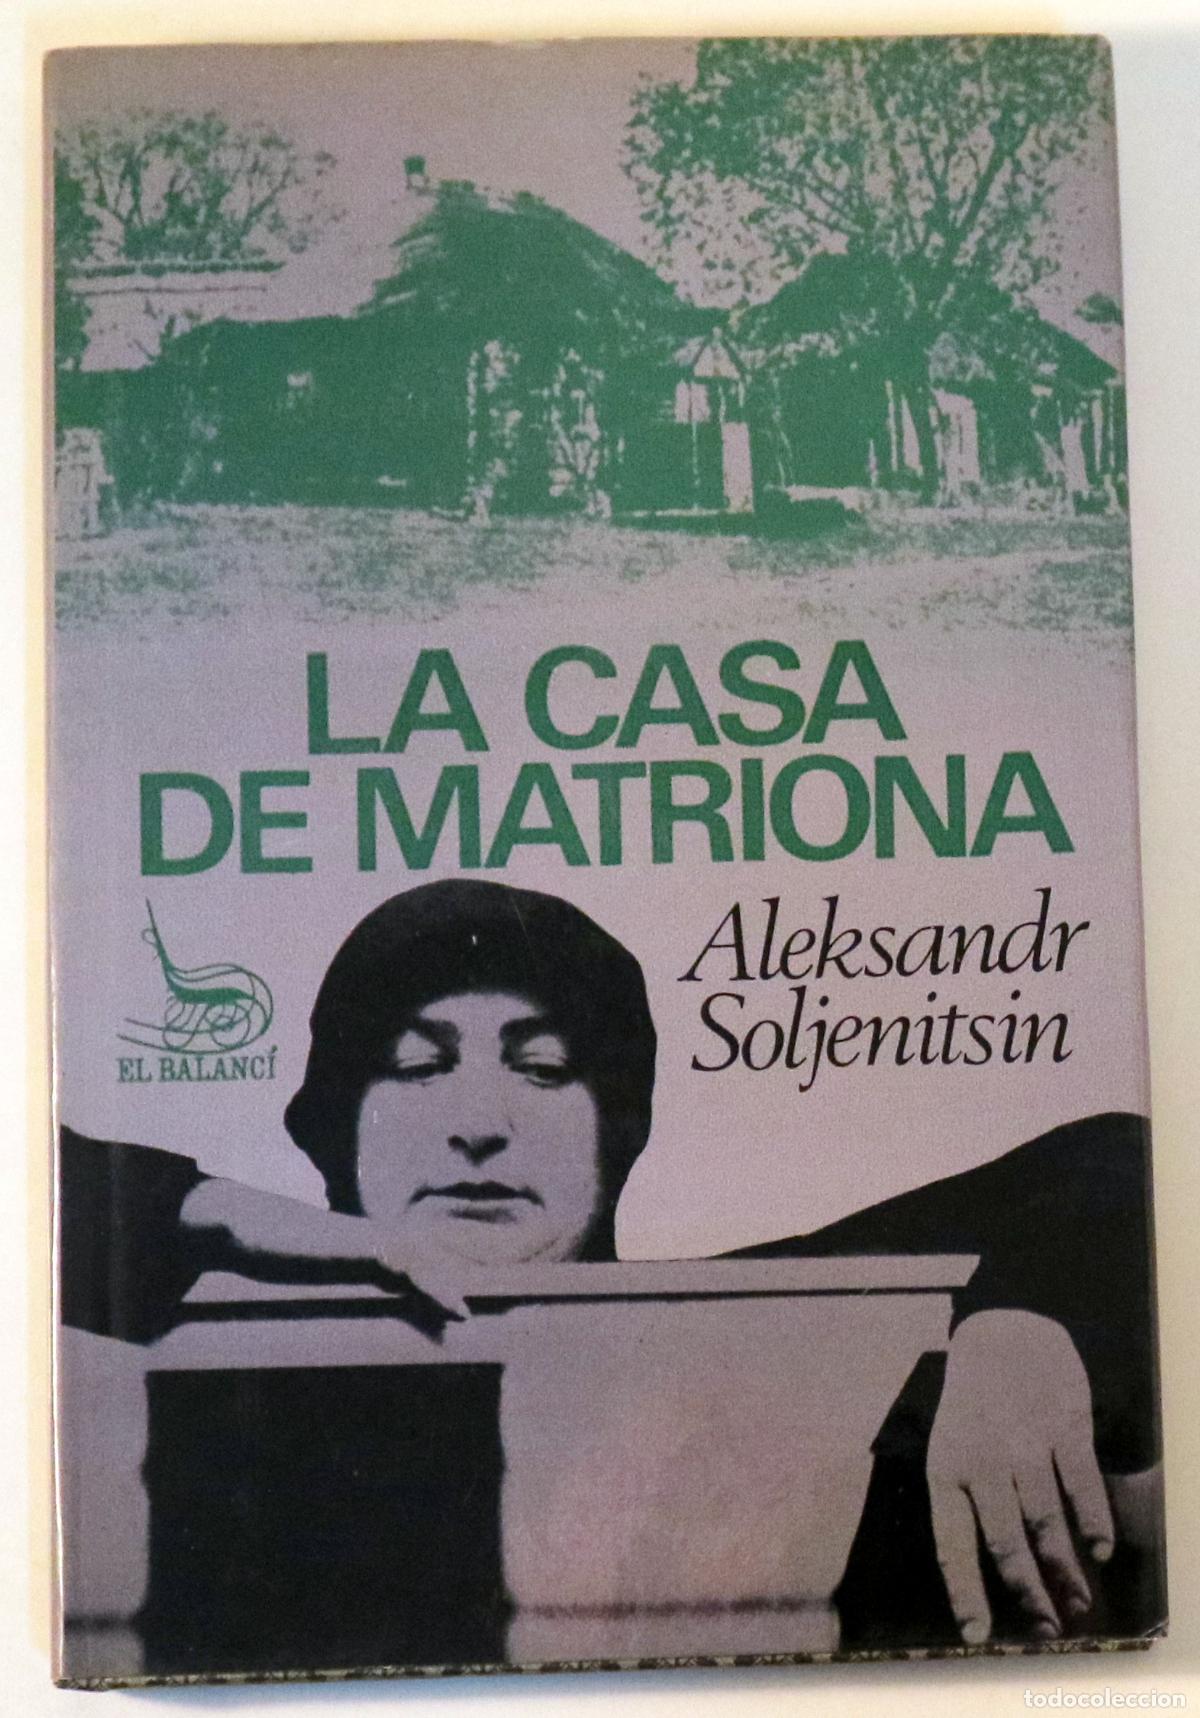 LA CASA
DE MATRIONA
Aleksandr
Soljenitsin
EL BALANCÍ
todocoleccion